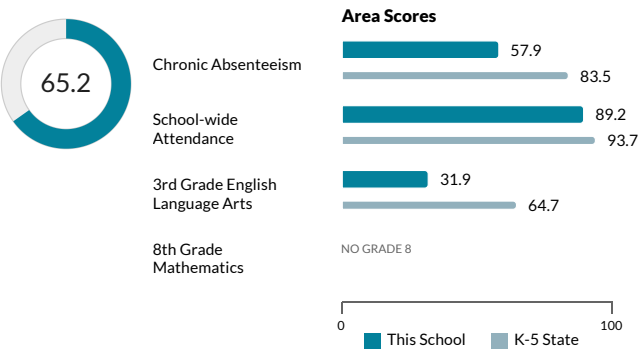 Area Scores
65.2
Chronic Absenteeism
57.9
83.5
School-wide
Attendance
89.2
93.7
3rd Grade English
Language Arts
31.9
64.7
8th Grade
Mathematics
NO GRADE 8
0
100
This School
K-5 State